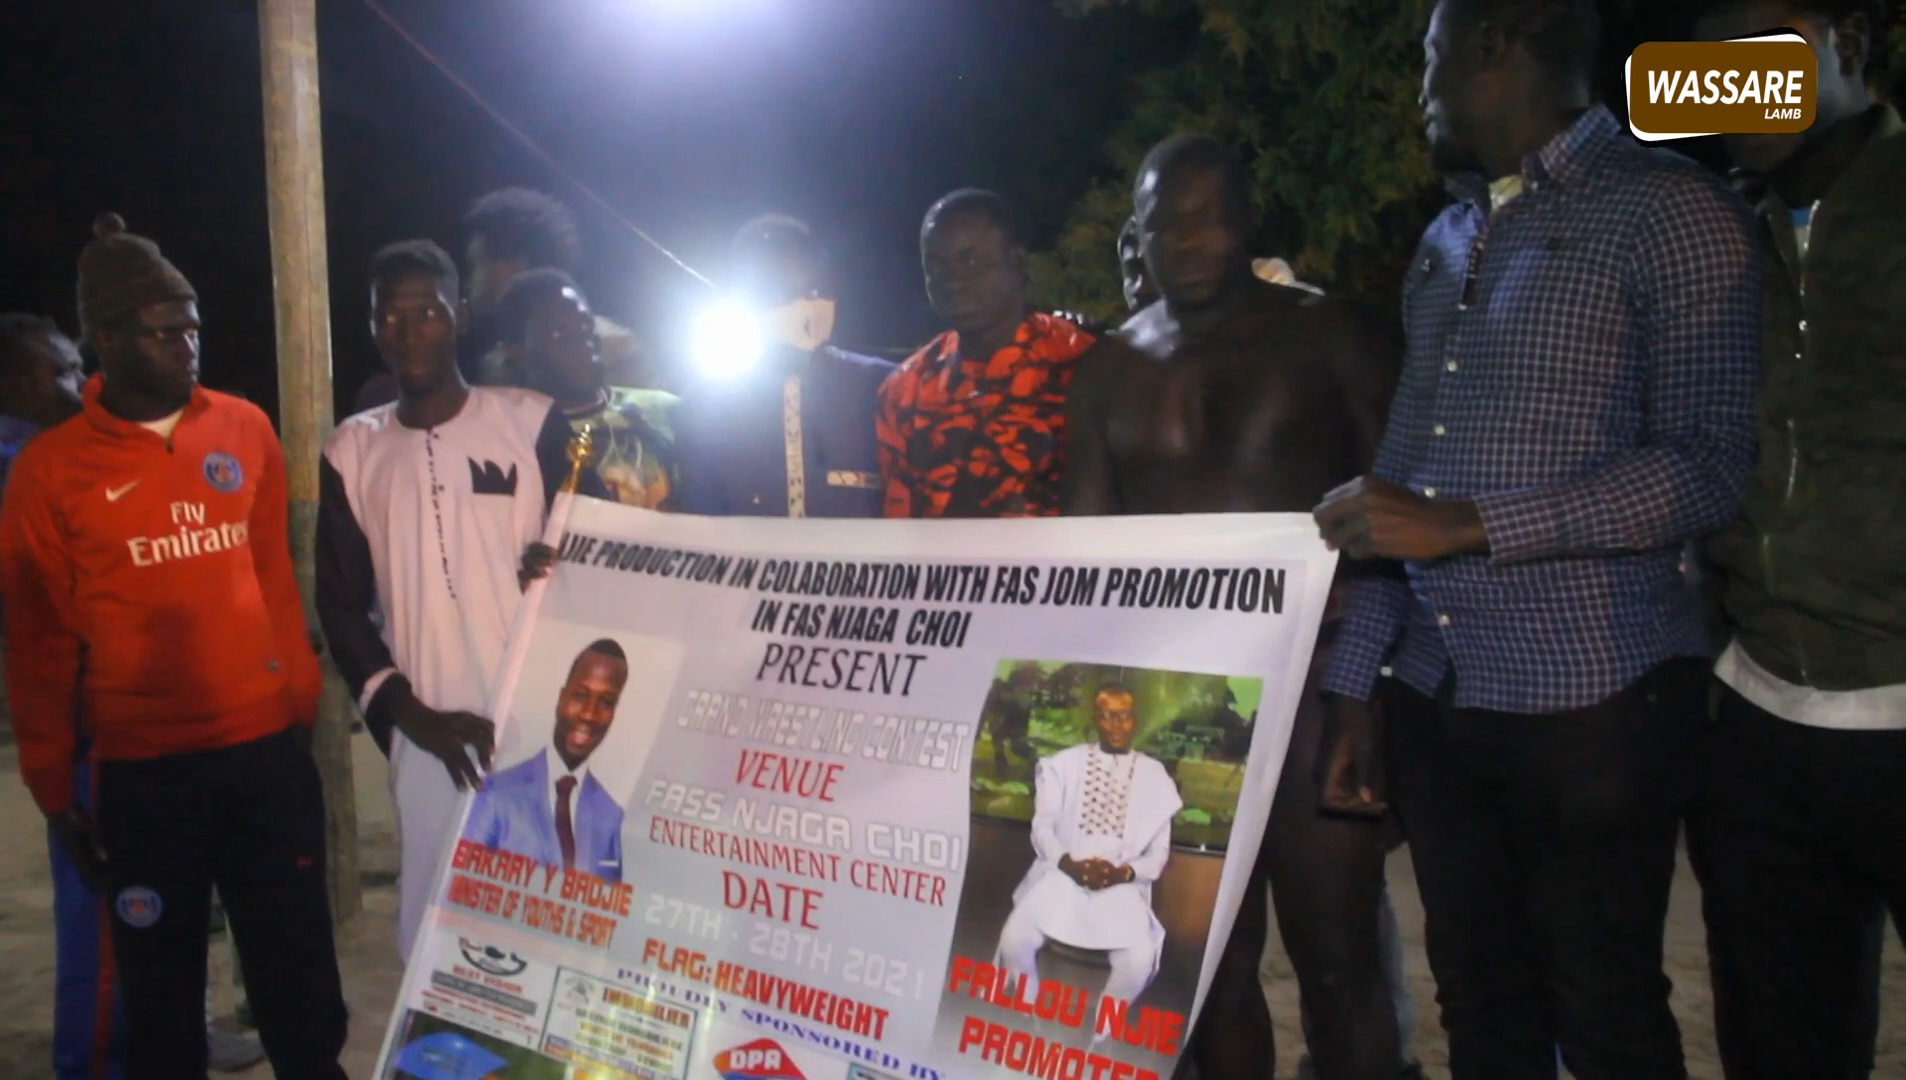 WASSARE
LAMB
Fly
Emirates
JIE PRODUCTION IN COLABORATION WITH FAS JOM PROMOTION
IN FAS NJAGA CHOI
PRESENT
GRAND WRESTLING CONTEST
VENUE
FASS NJAGA CHOI
ENTERTAINMENT CENTER
DATE
27TH - 28TH 2021
FLAG: HEAVYWEIGHT
PROUDLY SPONSORED BY
BAKARY Y BADJIE
MINISTER OF YOUTHS & SPORT
FALLOU NJIE
PROMOTER
IMMOBILIER
DPA